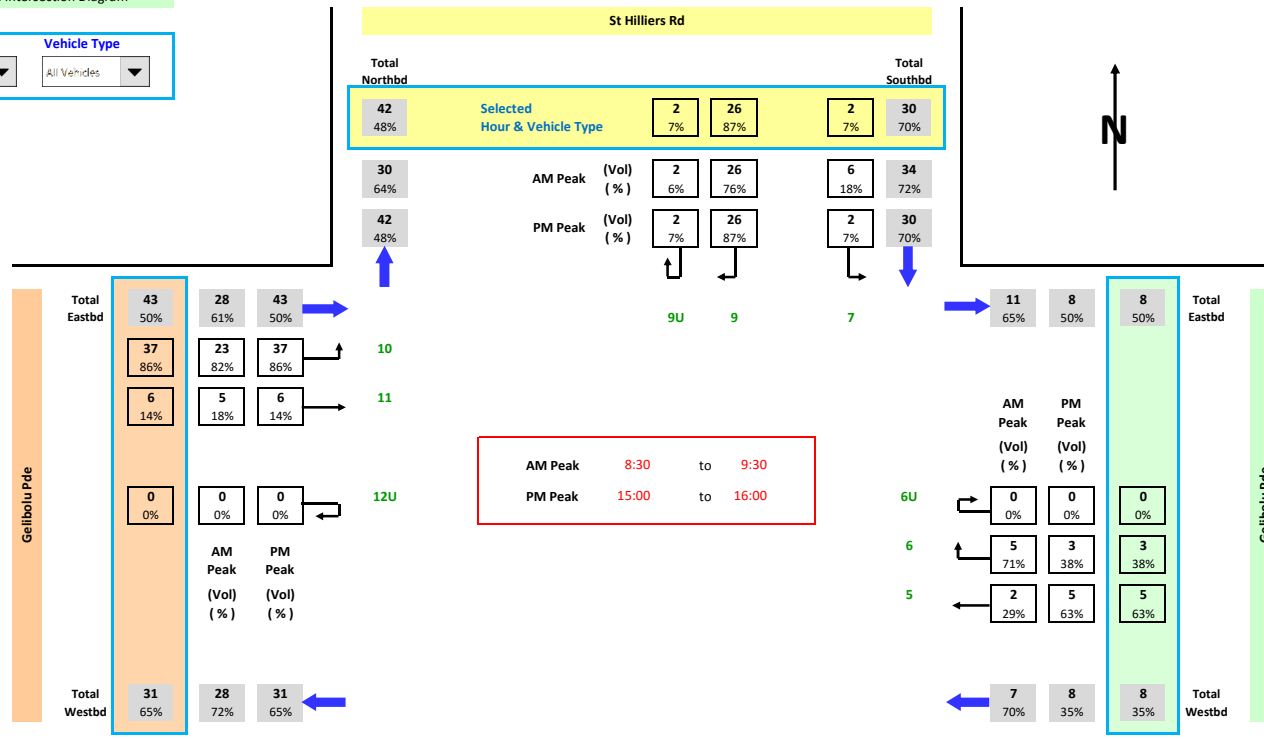 Intersection Diagram
Vehicle Type
All Vehicles
St Hilliers Rd
Total
Northbd
Total
Southbd
42
48%
Selected
Hour & Vehicle Type
2
7%
26
87%
2
7%
30
70%
30
64%
AM Peak
(Vol)
( % )
2
6%
26
76%
6
18%
34
72%
42
48%
PM Peak
(Vol)
( % )
2
7%
26
87%
2
7%
30
70%
N
9U 9 7
Gelibolu Pde
Total
Eastbd
43
50%
28
61%
43
50%
37
86%
23
82%
37
86%
10
6
14%
5
18%
6
14%
11
0
0%
0
0%
0
0%
12U
AM
Peak
(Vol)
( % )
PM
Peak
(Vol)
( % )
Total
Westbd
31
65%
28
72%
31
65%
AM Peak 8:30 to 9:30
PM Peak 15:00 to 16:00
11
65%
8
50%
8
50%
Total
Eastbd
AM
Peak
(Vol)
( % )
PM
Peak
(Vol)
( % )
6U
0
0%
0
0%
0
0%
6
5
71%
3
38%
3
38%
5
2
29%
5
63%
5
63%
7
70%
8
35%
8
35%
Total
Westbd
Gelibolu Pde